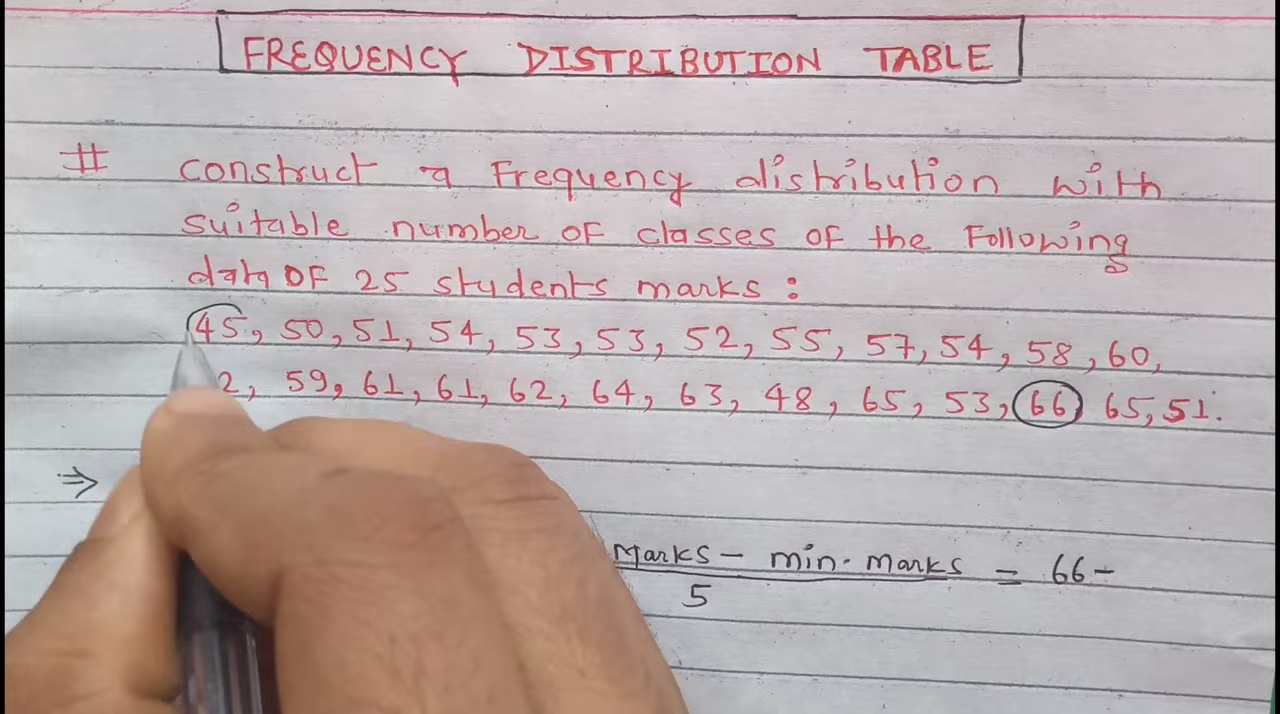 FREQUENCY DISTRIBUTION TABLE
# construct a Frequency distribution with
suitable number of classes of the Following
data of 25 students marks :
45, 50, 51, 54, 53, 53, 52, 55, 57, 54, 58, 60,
2, 59, 61, 61, 62, 64, 63, 48, 65, 53, 66 65, 51.
⇒
Marks - min. marks = 66-
5